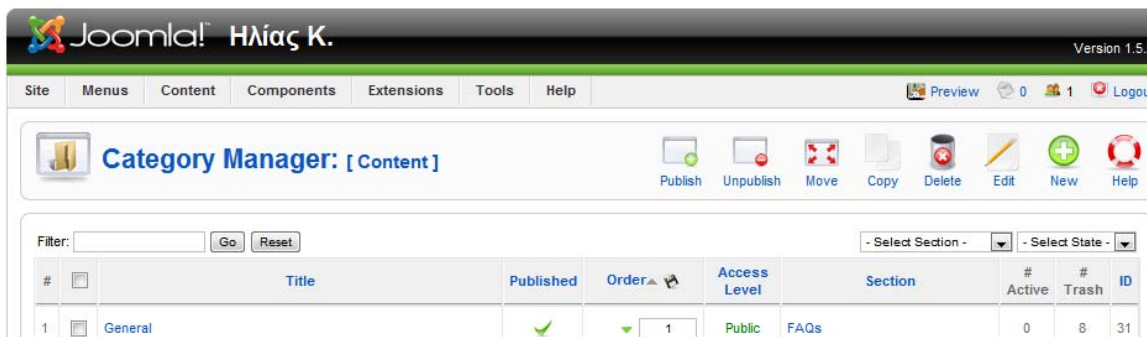 Joomla! Ηλίας Κ.
Version 1.5.
Site Menus Content Components Extensions Tools Help Preview 0 1 Logou
Category Manager: [ Content ]
Publish Unpublish Move Copy Delete Edit New Help
Filter: Go Reset - Select Section - - Select State -
# Title Published Order Access Level Section # Active # Trash ID
1 General 1 Public FAQs 0 8 31